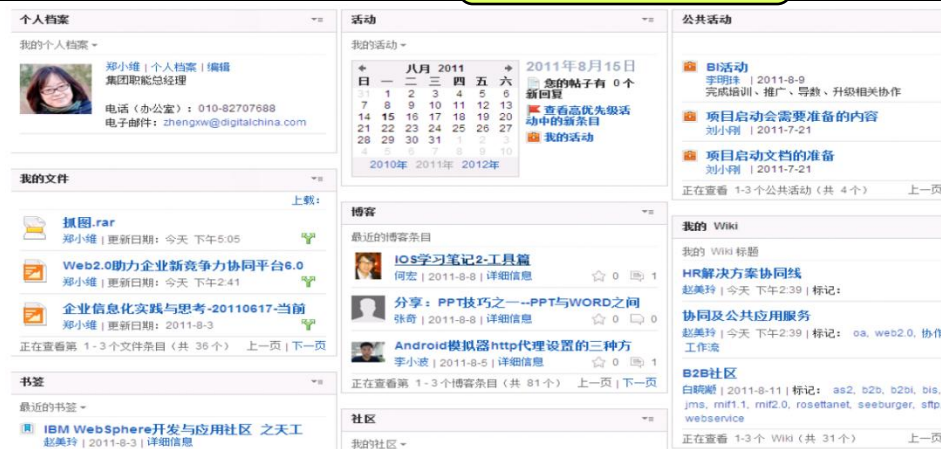 个人档案
我的个人档案
郑小维 | 个人档案 | 编辑
集团职能总经理
电话（办公室）: 010-82707688
电子邮件: zhengxw@digitalchina.com
我的文件
上载:
抓图.rar
郑小维 | 更新日期: 今天 下午5:05
Web2.0助力企业新竞争力协同平台6.0
郑小维 | 更新日期: 今天 下午2:41
企业信息化实践与思考-20110617-当前
郑小维 | 更新日期: 2011-8-3
正在查看第 1-3个文件条目（共 36个） 上一页 | 下一页
书签
最近的书签
IBM WebSphere开发与应用社区 之天工
赵美玲 | 2011-8-3 | 详细信息
活动
我的活动
八月 2011
日 一 二 三 四 五 六
31 1 2 3 4 5 6
7 8 9 10 11 12 13
14 15 16 17 18 19 20
21 22 23 24 25 26 27
28 29 30 31 1 2 3
4 5 6 7 8 9 10
2010年 2011年 2012年
2011年8月15日
您的帖子有 0个
新回复
查看高优先级活
动中的新条目
我的活动
博客
最近的博客条目
IOS学习笔记2-工具篇
何宏 | 2011-8-8 | 详细信息 0 1
分享：PPT技巧之一--PPT与WORD之间
张奇 | 2011-8-8 | 详细信息 0 0
Android模拟器http代理设置的三种方
李小波 | 2011-8-5 | 详细信息 0 1
正在查看第 1-3个博客条目（共 81个） 上一页 | 下一页
社区
我的社区
公共活动
BI活动
李明珠 | 2011-8-9
完成培训、推广、导数、升级相关协作
项目启动会需要准备的内容
刘小刚 | 2011-7-21
项目启动文档的准备
刘小刚 | 2011-7-21
正在查看 1-3个公共活动（共 4个） 上一页
我的 Wiki
我的 Wiki 标题
HR解决方案协同线
赵美玲 | 今天 下午2:39 | 标记:
协同及公共应用服务
赵美玲 | 今天 下午2:39 | 标记: oa, web2.0, 协作
工作流
B2B社区
2011-8-11 | 标记: as2, b2b, b2bi, bis,
jms, rnif1.1, rnif2.0, rosettanet, seeburger, sftp,
webservice
正在查看 1-3个 Wiki（共 31个） 上一页